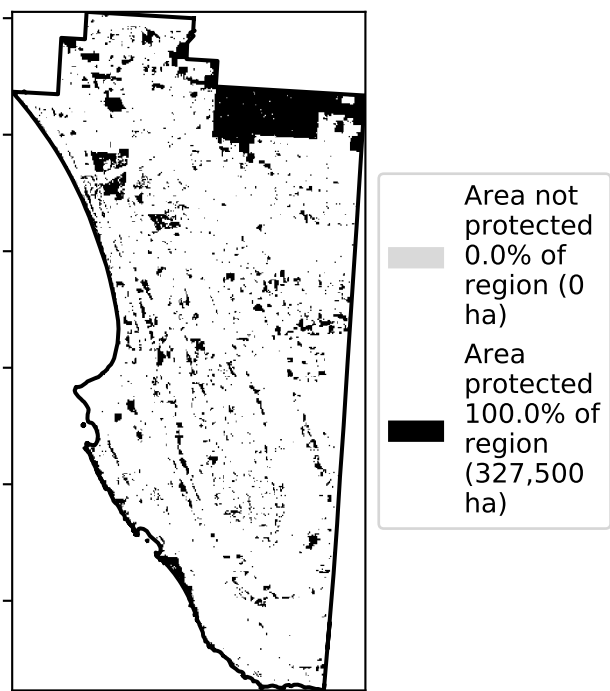 Area not
protected
0.0% of
region (0
ha)
Area
protected
100.0% of
region
(327,500
ha)